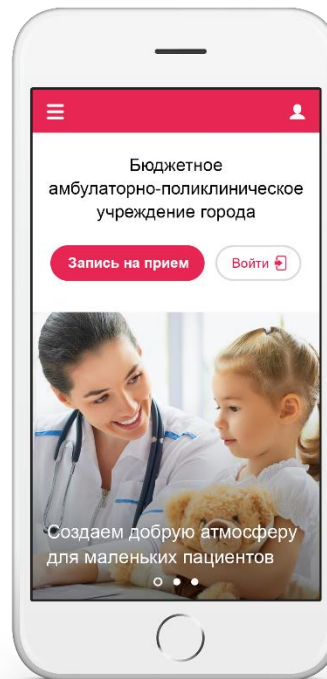 Бюджетное
амбулаторно-поликлиническое
учреждение города
Запись на прием
Войти
Создаем добрую атмосферу
для маленьких пациентов